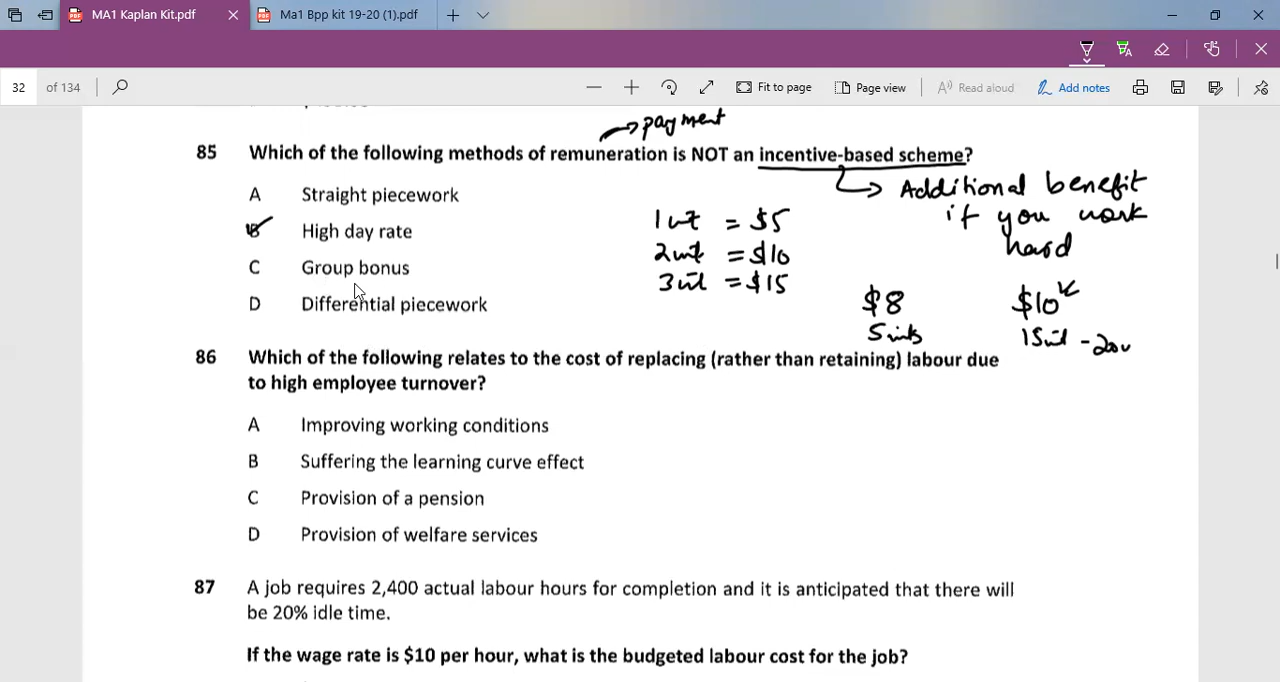 MA1 Kaplan Kit.pdf
Ma1 Bpp kit 19-20 (1).pdf
32 of 134
Fit to page
Page view
Read aloud
Add notes
payment
85 Which of the following methods of remuneration is NOT an incentive-based scheme?
A Straight piecework
B High day rate
C Group bonus
D Differential piecework
Additional benefit
if you work
hard
1 unit = $5
2 unit = $10
3 unit = $15
$8
5 units
$10
15 unit - 20u
86 Which of the following relates to the cost of replacing (rather than retaining) labour due
to high employee turnover?
A Improving working conditions
B Suffering the learning curve effect
C Provision of a pension
D Provision of welfare services
87 A job requires 2,400 actual labour hours for completion and it is anticipated that there will
be 20% idle time.
If the wage rate is $10 per hour, what is the budgeted labour cost for the job?